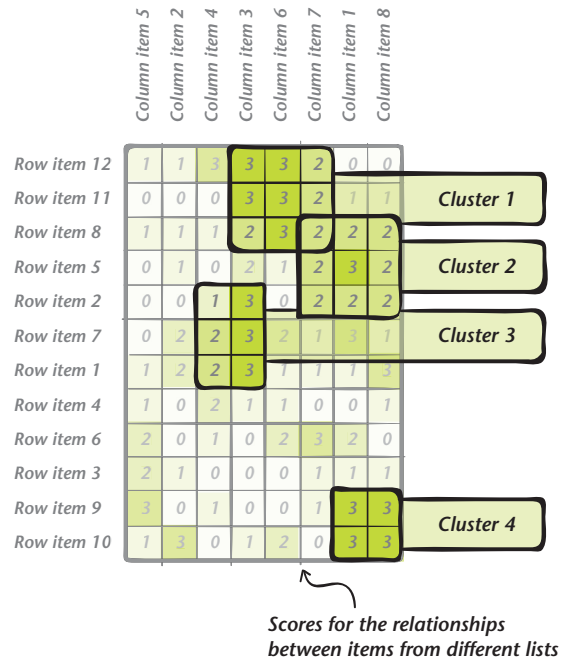 Column item 5
Column item 2
Column item 4
Column item 3
Column item 6
Column item 7
Column item 1
Column item 8
Row item 12 1 1 3 3 3 2 0 0
Row item 11 0 0 0 3 3 2 1 1
Cluster 1
Row item 8 1 1 1 2 3 2 2 2
Row item 5 0 1 0 2 1 2 3 2
Cluster 2
Row item 2 0 0 1 3 0 2 2 2
Row item 7 0 2 2 3 2 1 3 1
Cluster 3
Row item 1 1 2 2 3 1 1 1 3
Row item 4 1 0 2 1 1 0 0 1
Row item 6 2 0 1 0 2 3 2 0
Row item 3 2 1 0 0 0 1 1 1
Row item 9 3 0 1 0 0 1 3 3
Cluster 4
Row item 10 1 3 0 1 2 0 3 3
Scores for the relationships
between items from different lists